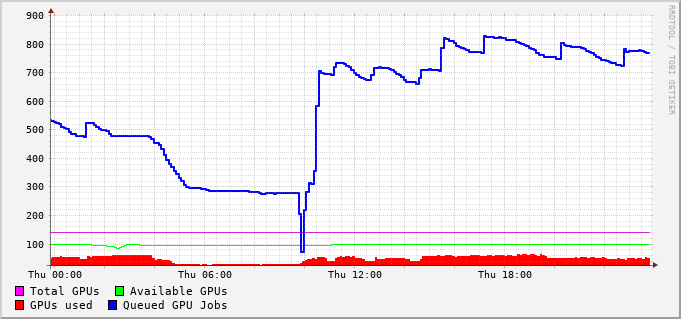 900
800
700
600
500
400
300
200
100
Thu 00:00 Thu 06:00 Thu 12:00 Thu 18:00
Total GPUs Available GPUs
GPUs used Queued GPU Jobs
RRDTOOL / TOBI OETIKER